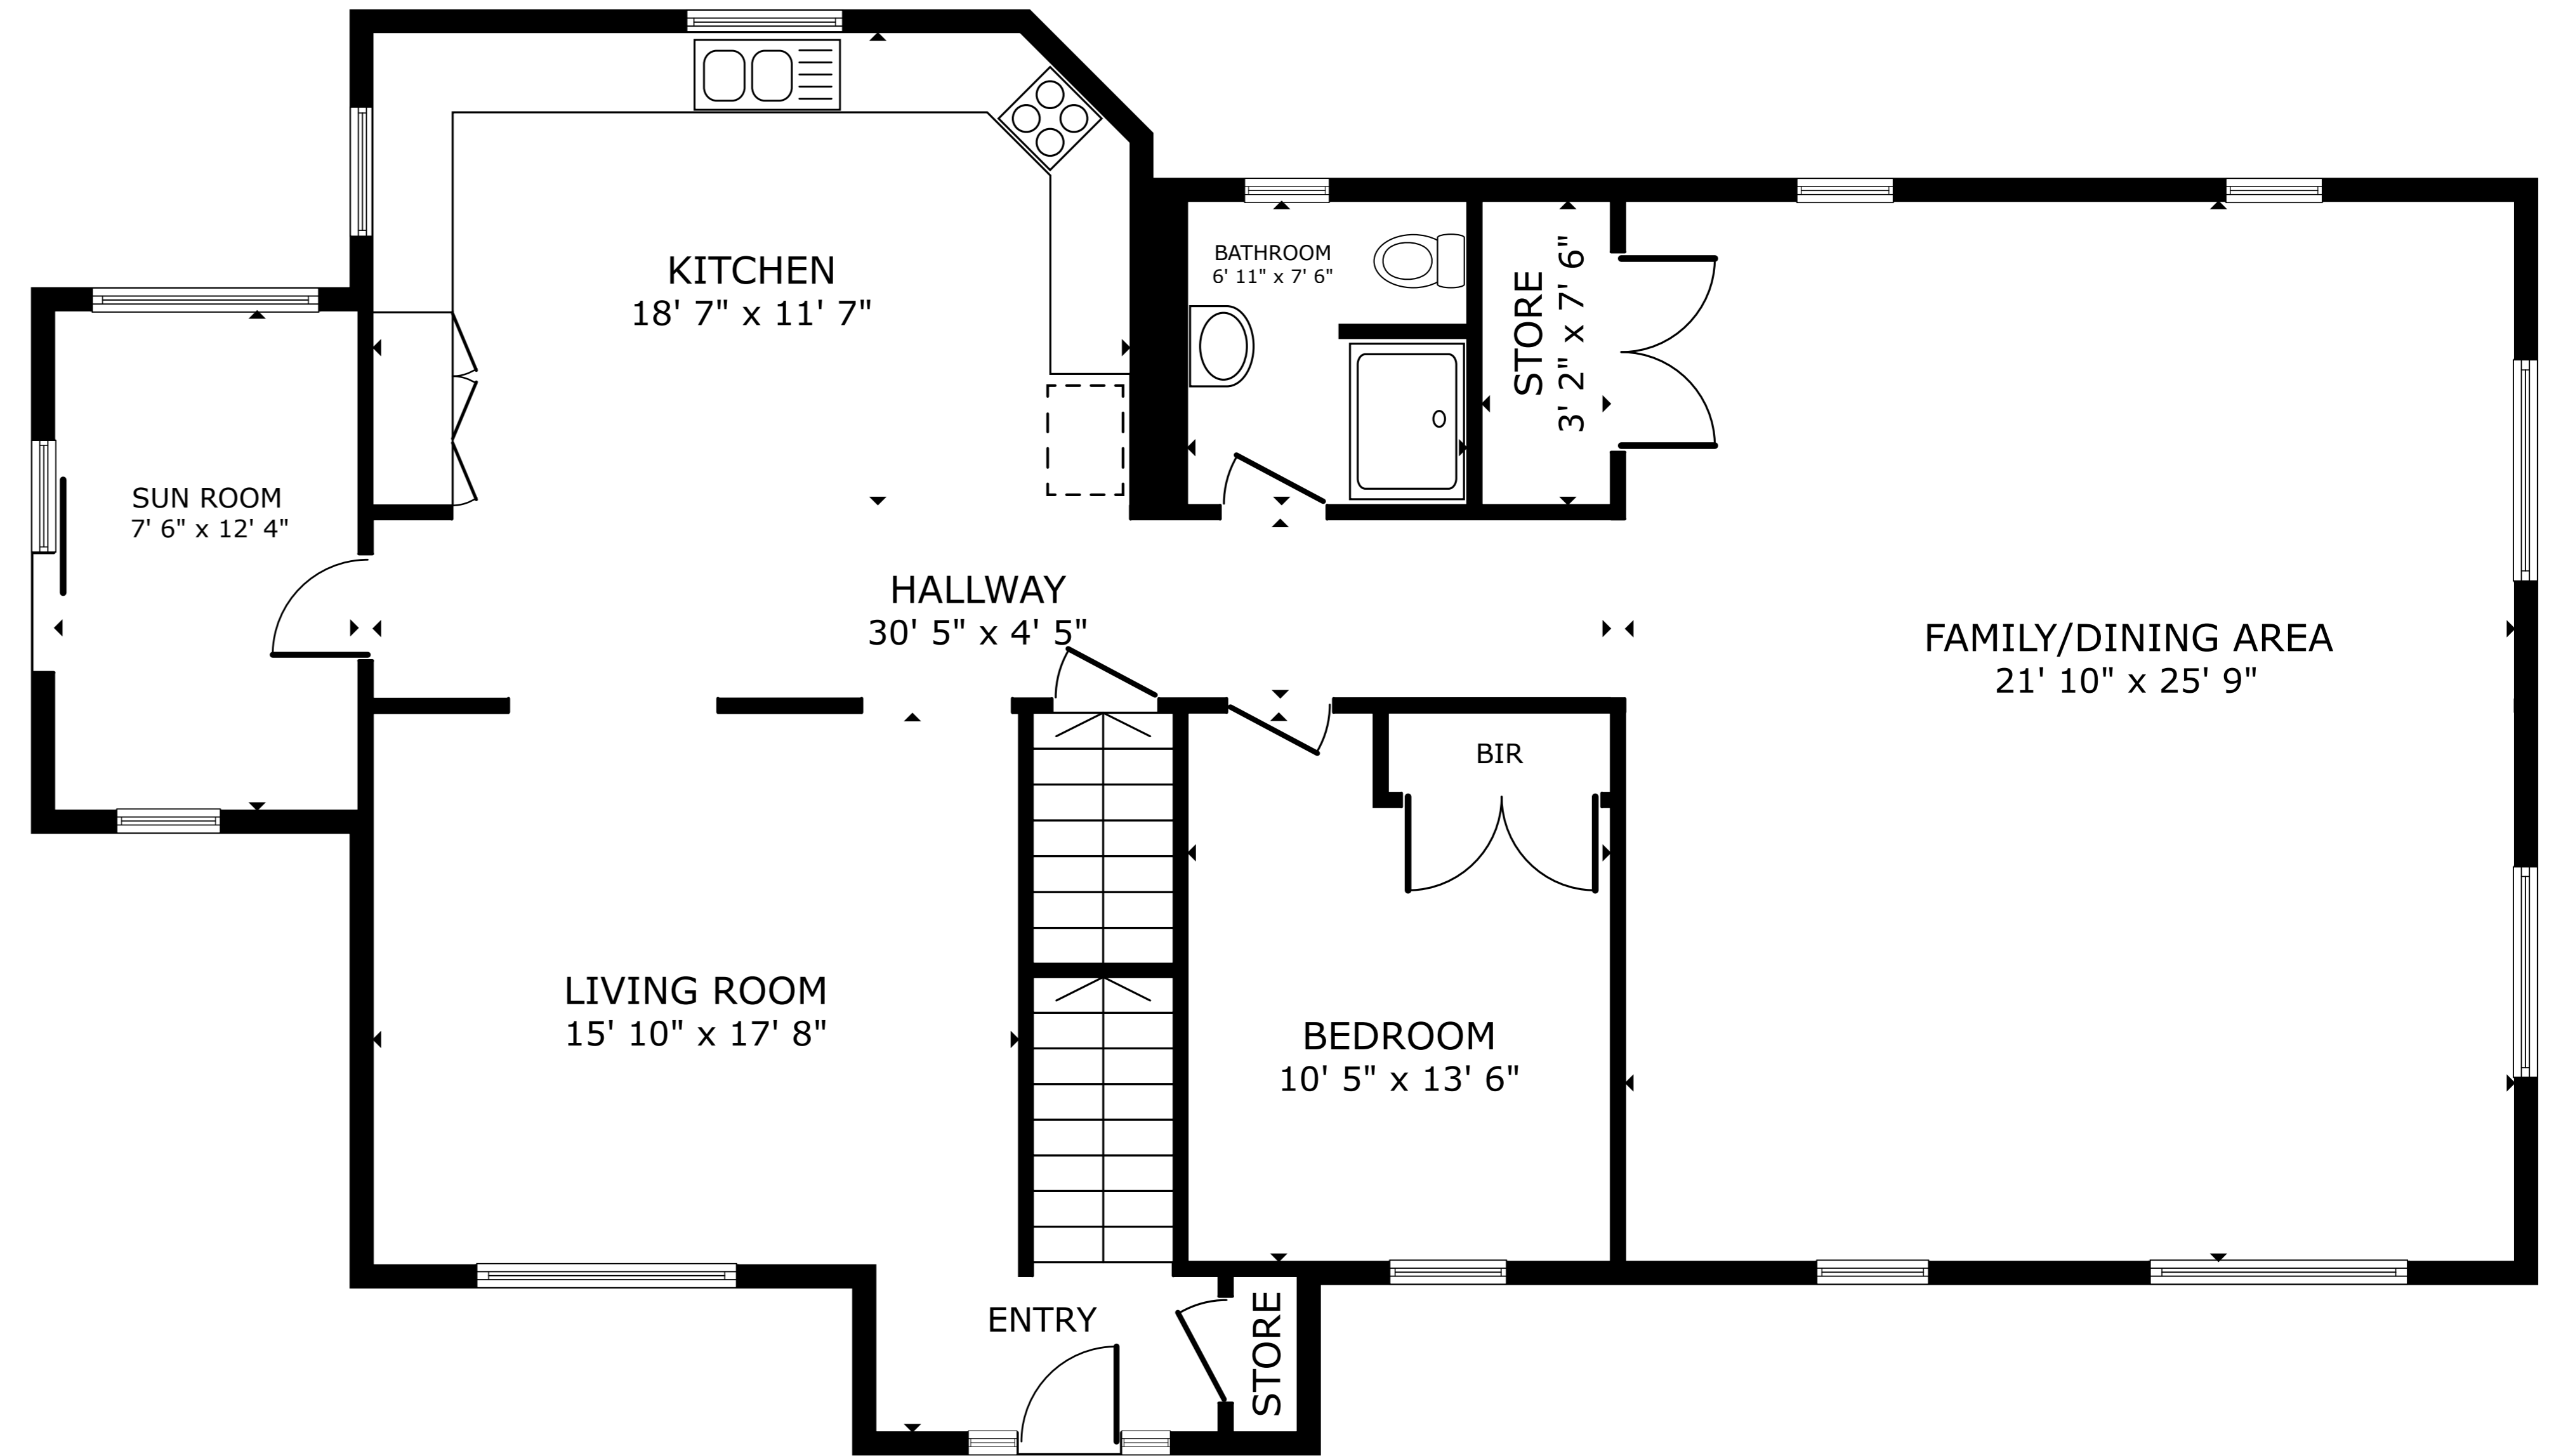 KITCHEN
18' 7" x 11' 7"
BATHROOM
6' 11" x 7' 6"
STORE
3' 2" x 7' 6"
SUN ROOM
7' 6" x 12' 4"
HALLWAY
30' 5" x 4' 5"
FAMILY/DINING AREA
21' 10" x 25' 9"
BIR
LIVING ROOM
15' 10" x 17' 8"
BEDROOM
10' 5" x 13' 6"
ENTRY
STORE